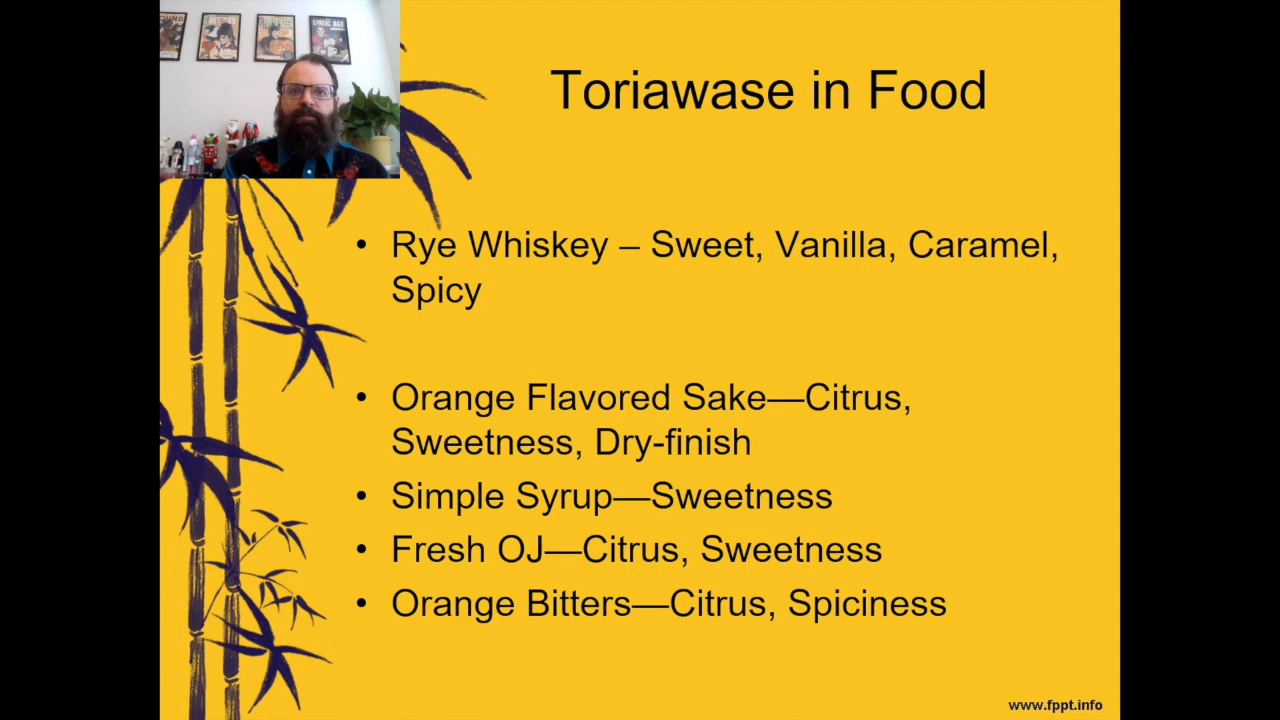 Toriawase in Food
• Rye Whiskey – Sweet, Vanilla, Caramel,
Spicy
• Orange Flavored Sake—Citrus,
Sweetness, Dry-finish
• Simple Syrup—Sweetness
• Fresh OJ—Citrus, Sweetness
• Orange Bitters—Citrus, Spiciness
www.fppt.info